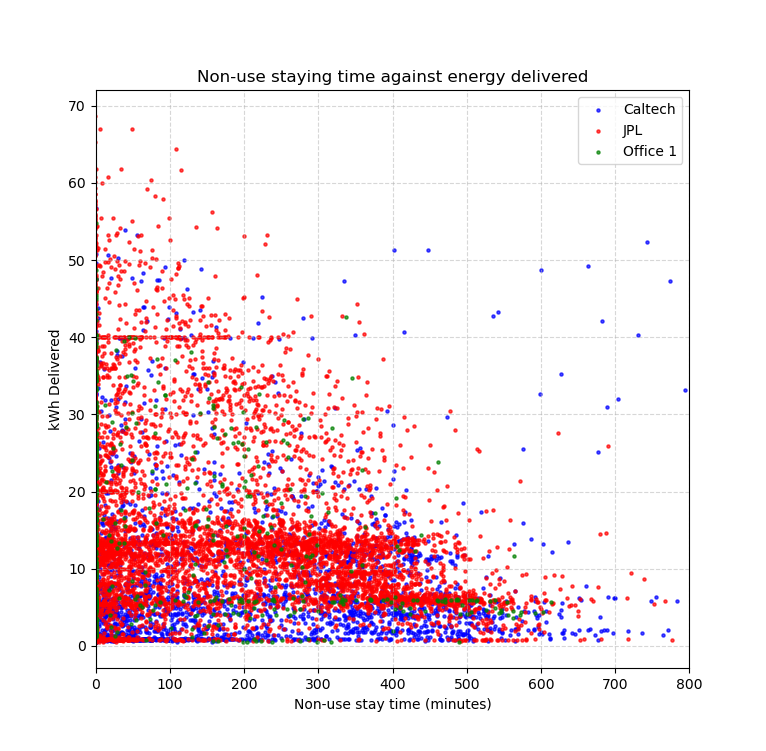 Non-use staying time against energy delivered
Caltech
JPL
Office 1
kWh Delivered
70
60
50
40
30
20
10
0
0 100 200 300 400 500 600 700 800
Non-use stay time (minutes)